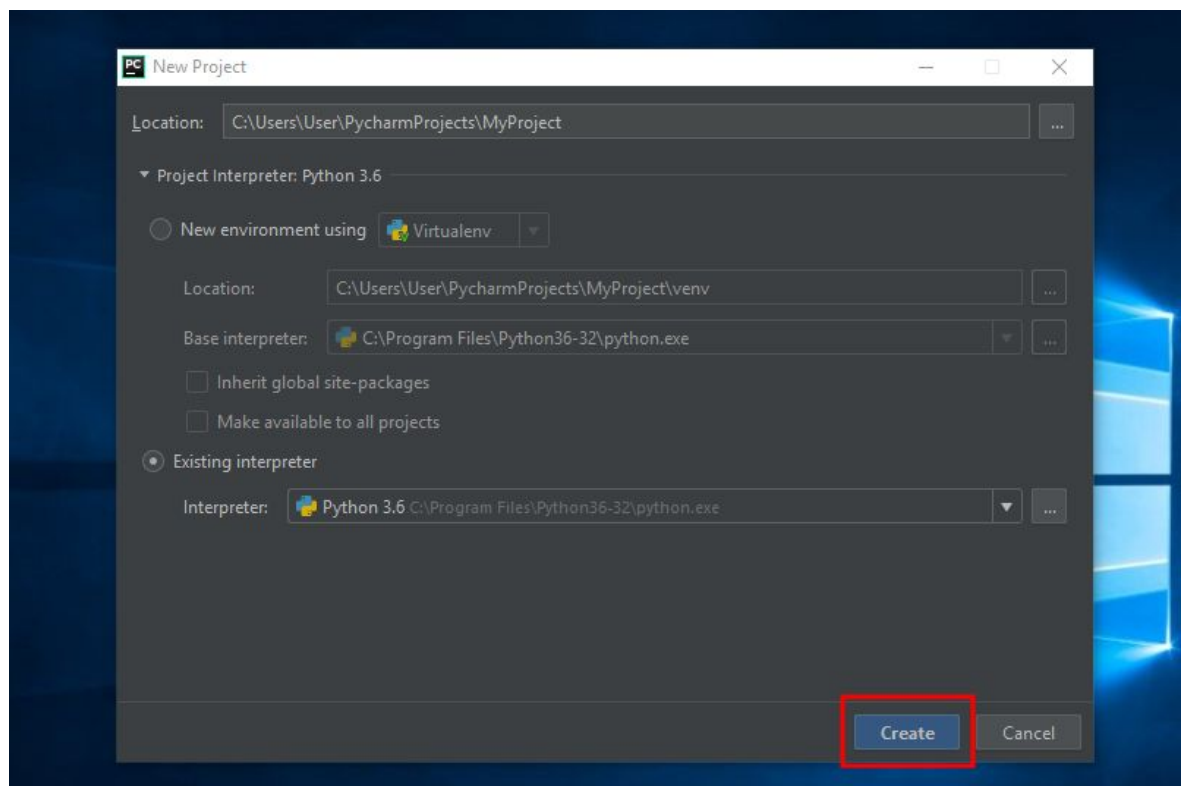 PC New Project
Location: C:\Users\User\PycharmProjects\MyProject ...
Project Interpreter: Python 3.6
New environment using Virtualenv
Location: C:\Users\User\PycharmProjects\MyProject\venv ...
Base interpreter: C:\Program Files\Python36-32\python.exe ...
Inherit global site-packages
Make available to all projects
Existing interpreter
Interpreter: Python 3.6 C:\Program Files\Python36-32\python.exe ...
Create Cancel